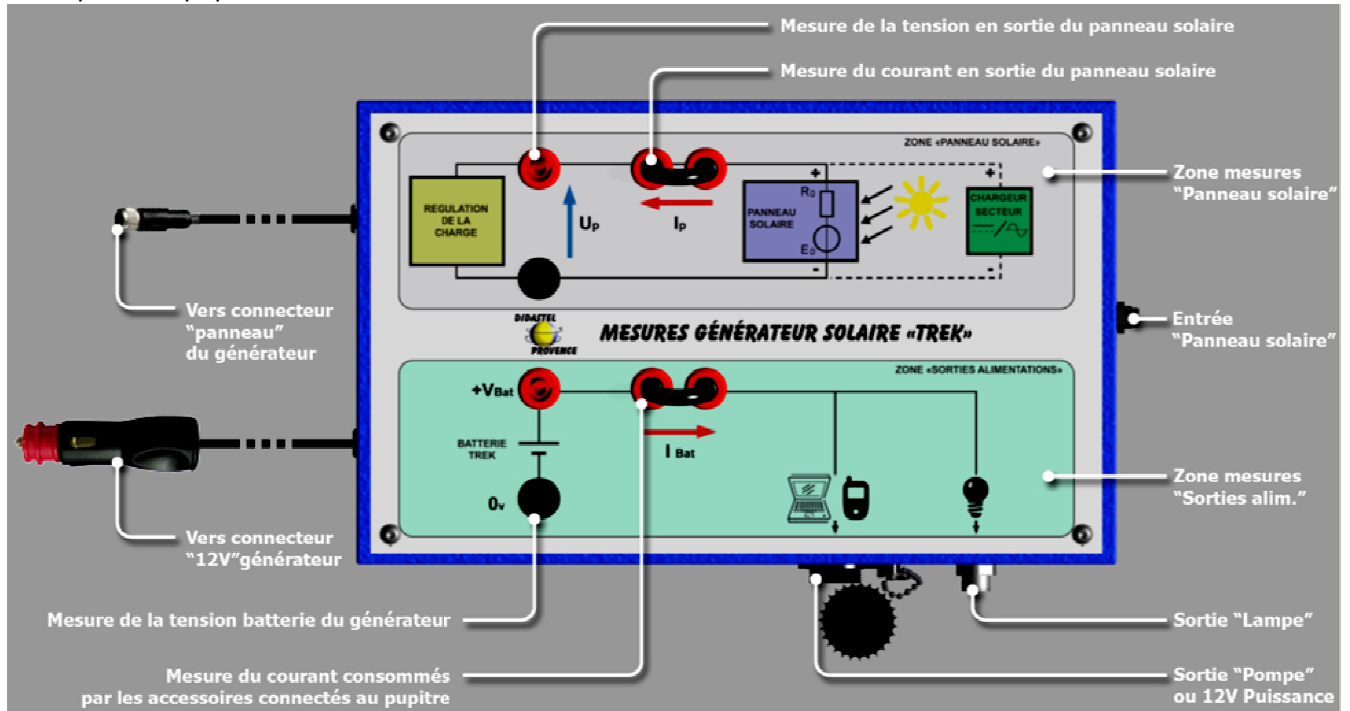 Mesure de la tension en sortie du panneau solaire
Mesure du courant en sortie du panneau solaire
ZONE «PANNEAU SOLAIRE»
Zone mesures
"Panneau solaire"
REGULATION
DE LA
CHARGE
UP
IP
+
R0
PANNEAU
SOLAIRE
E0
-
+
CHARGEUR
SECTEUR
-
Vers connecteur
"panneau"
du générateur
DIDASTEL
PROVENCE
MESURES GÉNÉRATEUR SOLAIRE «TREK»
Entrée
"Panneau solaire"
ZONE «SORTIES ALIMENTATIONS»
+VBat
BATTERIE
TREK
0v
I Bat
Zone mesures
"Sorties alim."
Vers connecteur
"12V"générateur
Mesure de la tension batterie du générateur
Sortie "Lampe"
Mesure du courant consommés
par les accessoires connectés au pupitre
Sortie "Pompe"
ou 12V Puissance